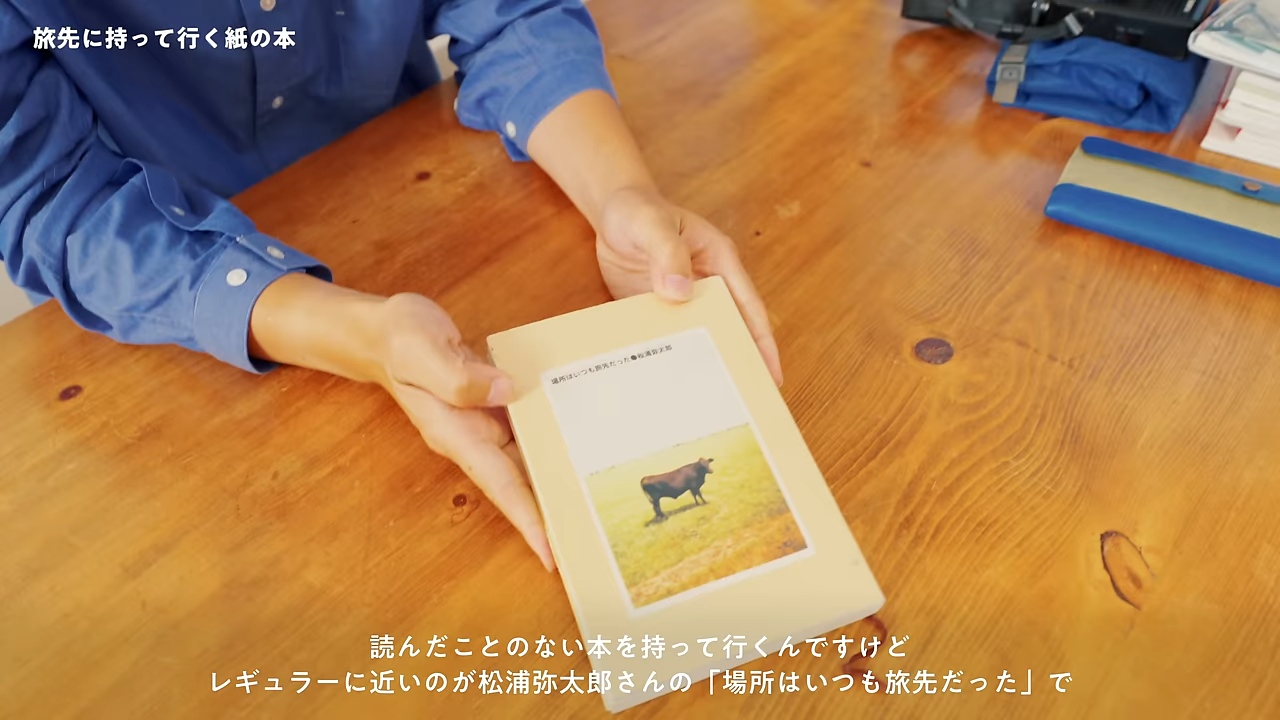 旅先に持って行く紙の本
場所はいつも旅先だった●松浦弥太郎
読んだことのない本を持って行くんですけど
レギュラーに近いのが松浦弥太郎さんの「場所はいつも旅先だった」で